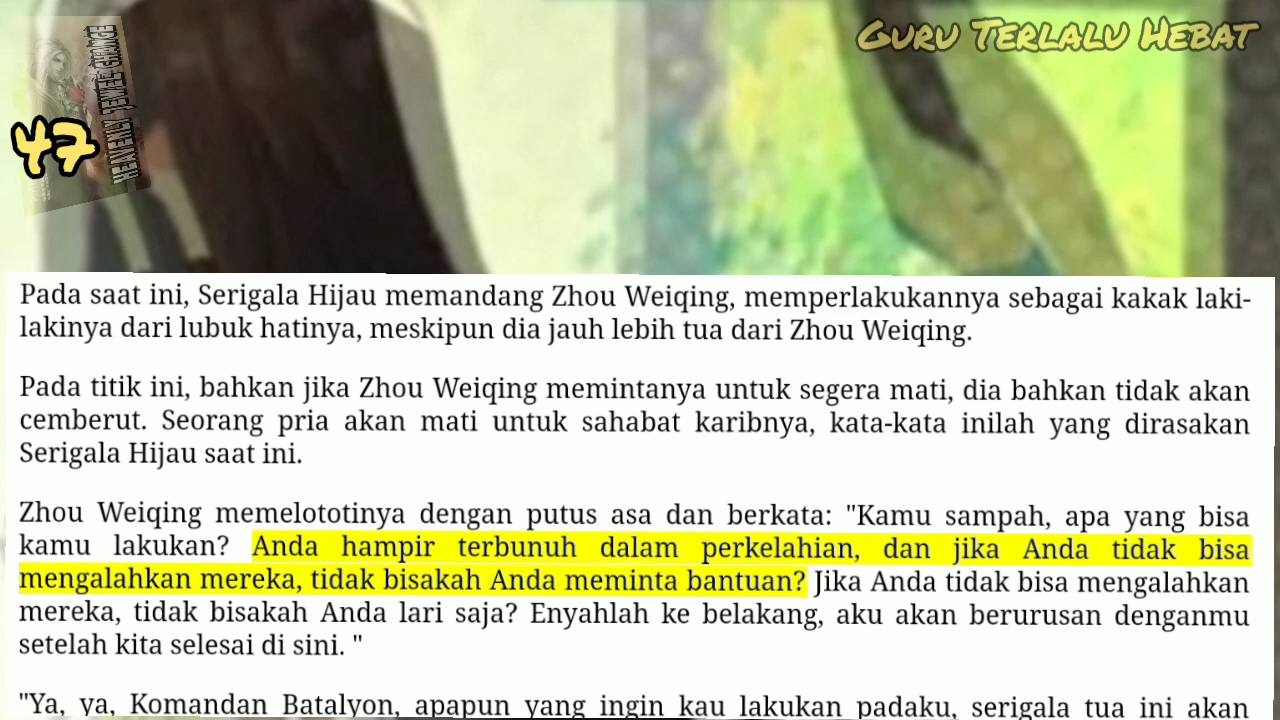 GURU TERLALU HEBAT
HEAVENLY JEWEL CHANGE
47
Pada saat ini, Serigala Hijau memandang Zhou Weiqing, memperlakukannya sebagai kakak laki-
lakinya dari lubuk hatinya, meskipun dia jauh lebih tua dari Zhou Weiqing.
Pada titik ini, bahkan jika Zhou Weiqing memintanya untuk segera mati, dia bahkan tidak akan
cemberut. Seorang pria akan mati untuk sahabat karibnya, kata-kata inilah yang dirasakan
Serigala Hijau saat ini.
Zhou Weiqing memelototinya dengan putus asa dan berkata: "Kamu sampah, apa yang bisa
kamu lakukan? Anda hampir terbunuh dalam perkelahian, dan jika Anda tidak bisa
mengalahkan mereka, tidak bisakah Anda meminta bantuan? Jika Anda tidak bisa mengalahkan
mereka, tidak bisakah Anda lari saja? Enyahlah ke belakang, aku akan berurusan denganmu
setelah kita selesai di sini. "
"Ya, ya, Komandan Batalyon, apapun yang ingin kau lakukan padaku, serigala tua ini akan